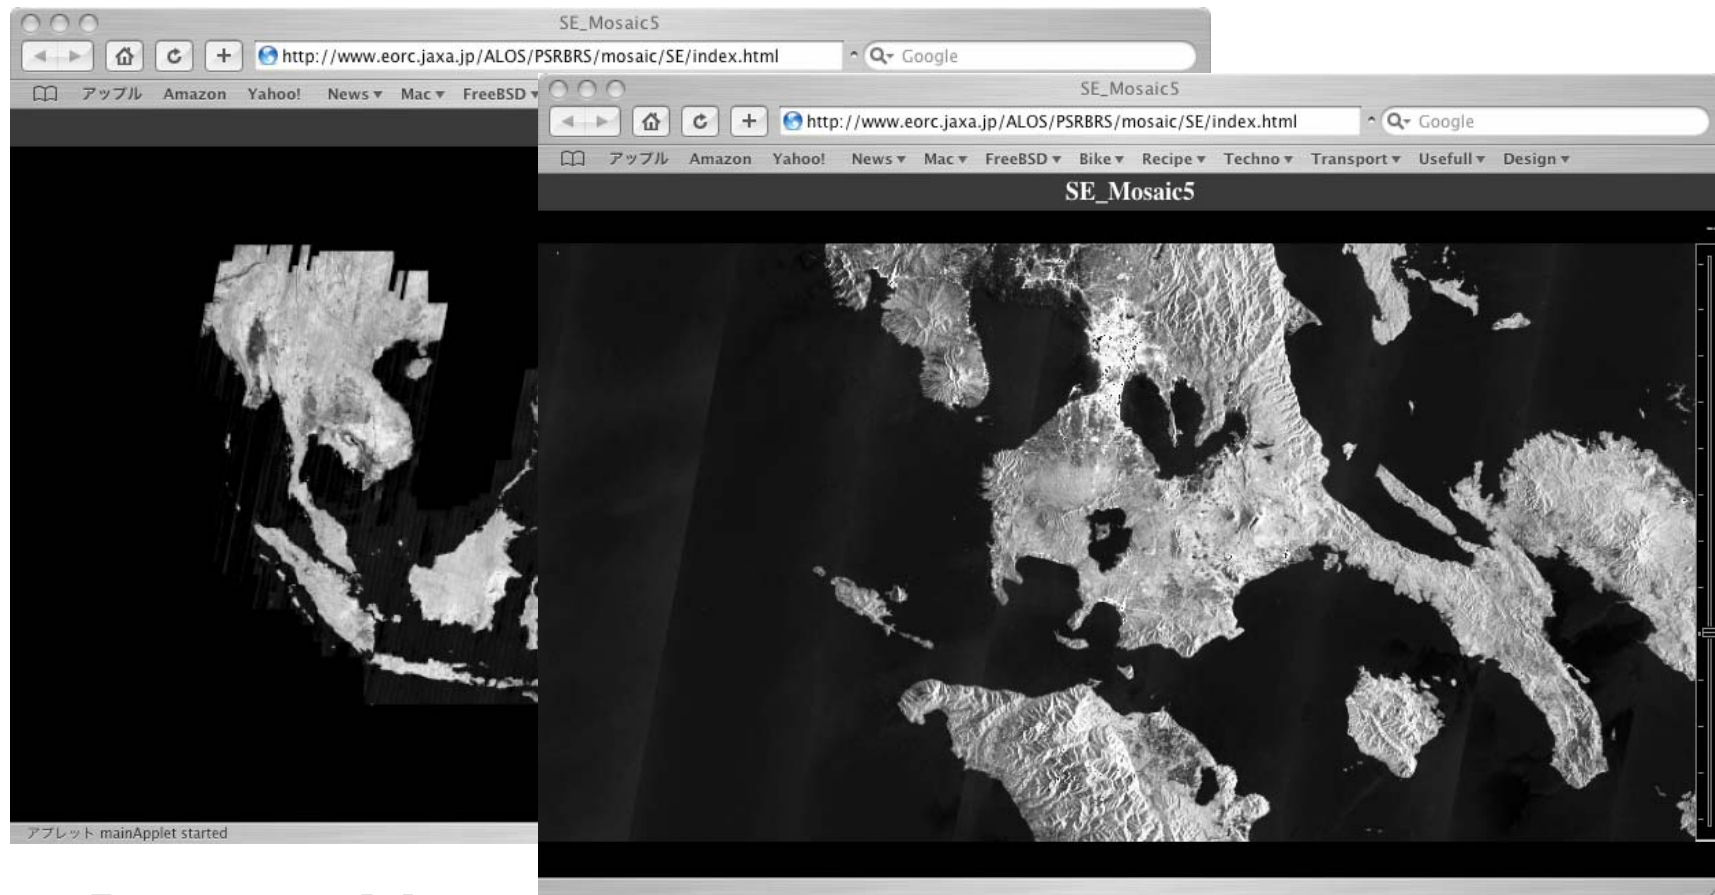 SE_Mosaic5
http://www.eorc.jaxa.jp/ALOS/PSRBRS/mosaic/SE/index.html
Google
アップル Amazon Yahoo! News Mac FreeBSD
SE_Mosaic5
http://www.eorc.jaxa.jp/ALOS/PSRBRS/mosaic/SE/index.html
Google
アップル Amazon Yahoo! News Mac FreeBSD Bike Recipe Techno Transport Usefull Design
SE_Mosaic5
アプレット mainApplet started